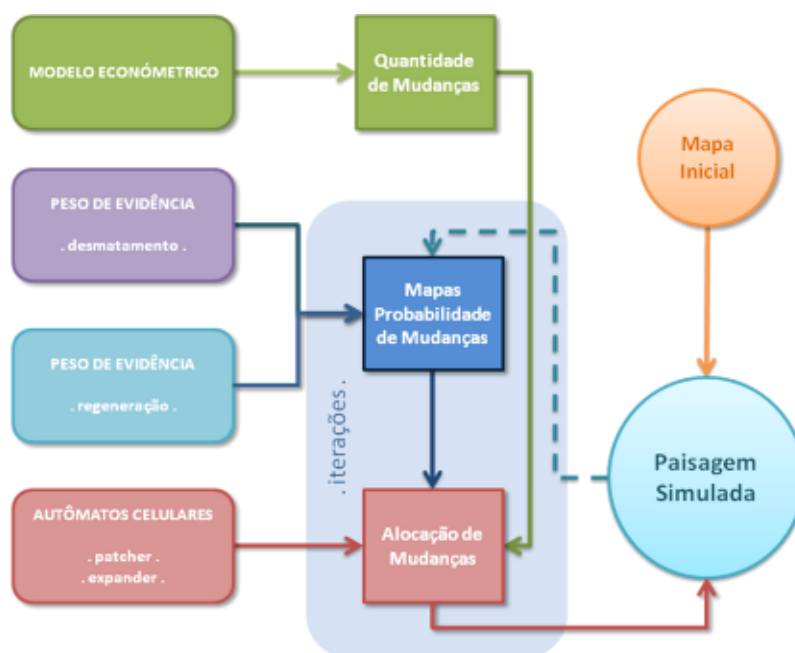 MODELO ECONÓMETRICO
Quantidade
de Mudanças
Mapa
Inicial
PESO DE EVIDÊNCIA
. desmatamento .
Mapas
Probabilidade
de Mudanças
PESO DE EVIDÊNCIA
. regeneração .
. iterações .
Paisagem
Simulada
AUTÔMATOS CELULARES
. patcher .
. expander .
Alocação de
Mudanças